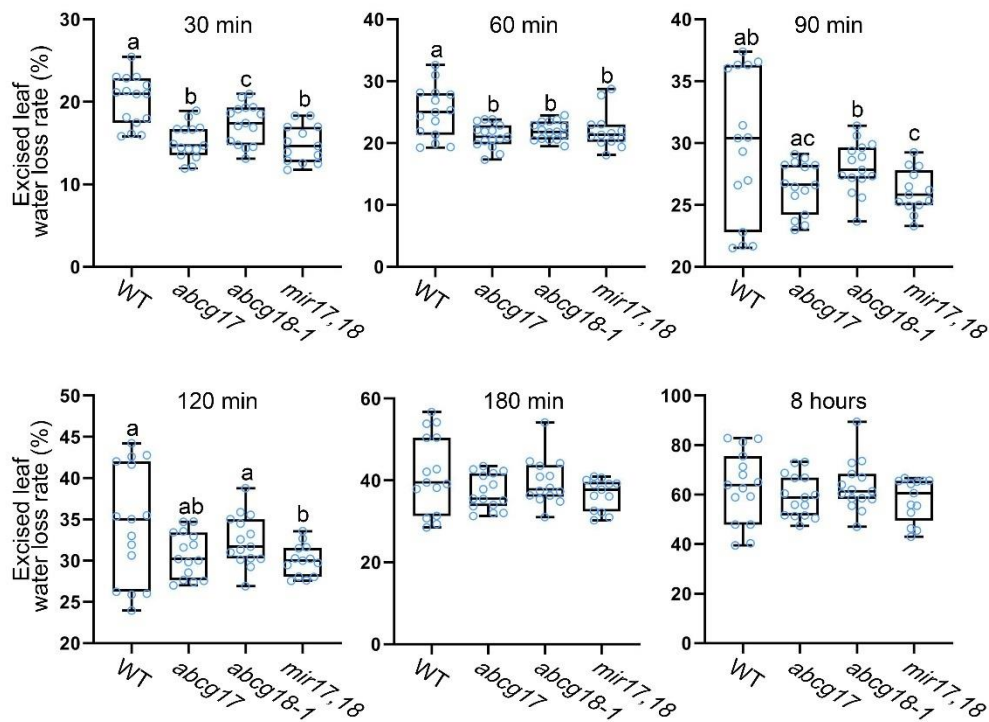 30 min
60 min
90 min
Excised leaf
water loss rate (%)
30
20
10
0
a
b
c
b
WT
abcg17
abcg18-1
mir17,18
40
30
20
10
0
a
b
b
b
WT
abcg17
abcg18-1
mir17,18
40
35
30
25
20
ab
ac
b
c
WT
abcg17
abcg18-1
mir17,18
120 min
180 min
8 hours
Excised leaf
water loss rate (%)
50
45
40
35
30
25
20
a
ab
a
b
WT
abcg17
abcg18-1
mir17,18
60
40
20
0
WT
abcg17
abcg18-1
mir17,18
100
80
60
40
20
0
WT
abcg17
abcg18-1
mir17,18